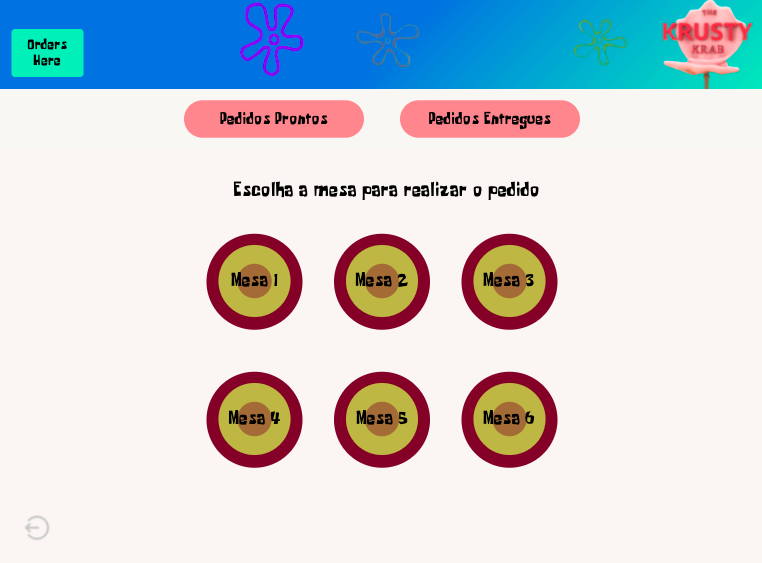 Orders
Here
THE
KRUSTY
KRAB
Pedidos Prontos
Pedidos Entregues
Escolha a mesa para realizar o pedido
Mesa 1
Mesa 2
Mesa 3
Mesa 4
Mesa 5
Mesa 6